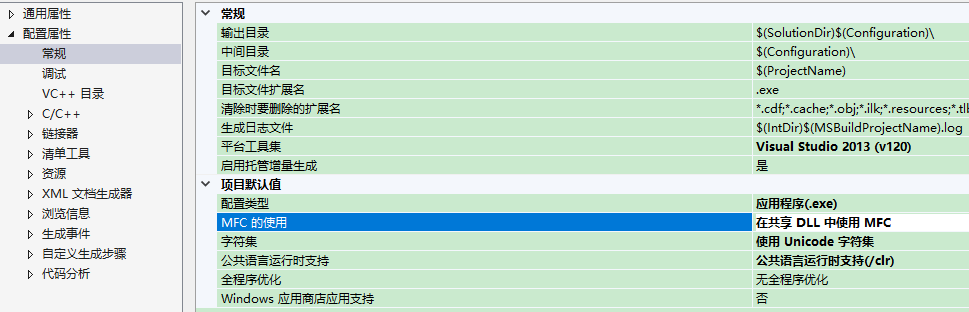 通用属性
配置属性
常规
调试
VC++ 目录
C/C++
链接器
清单工具
资源
XML 文档生成器
浏览信息
生成事件
自定义生成步骤
代码分析
常规
输出目录 $(SolutionDir)$(Configuration)\
中间目录 $(Configuration)\
目标文件名 $(ProjectName)
目标文件扩展名 .exe
清除时要删除的扩展名 *.cdf;*.cache;*.obj;*.ilk;*.resources;*.tlb
生成日志文件 $(IntDir)$(MSBuildProjectName).log
平台工具集 Visual Studio 2013 (v120)
启用托管增量生成 是
项目默认值
配置类型 应用程序(.exe)
MFC 的使用 在共享 DLL 中使用 MFC
字符集 使用 Unicode 字符集
公共语言运行时支持 公共语言运行时支持(/clr)
全程序优化 无全程序优化
Windows 应用商店应用支持 否